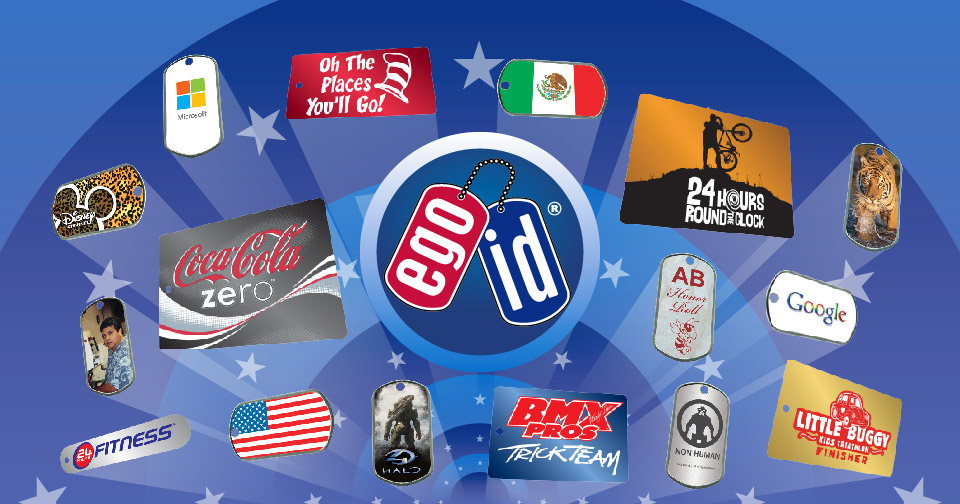 Microsoft
Oh The
Places
You'll Go!
24 HOURS
ROUND THE CLOCK
Disney
Coca-Cola
zero
ego
id
®
AB
Honor
Roll
Google
24
FITNESS
HALO
BMX
PROS
TRICK TEAM
NON HUMAN
LITTLE BUGGY
KIDS TRIATHLON
FINISHER